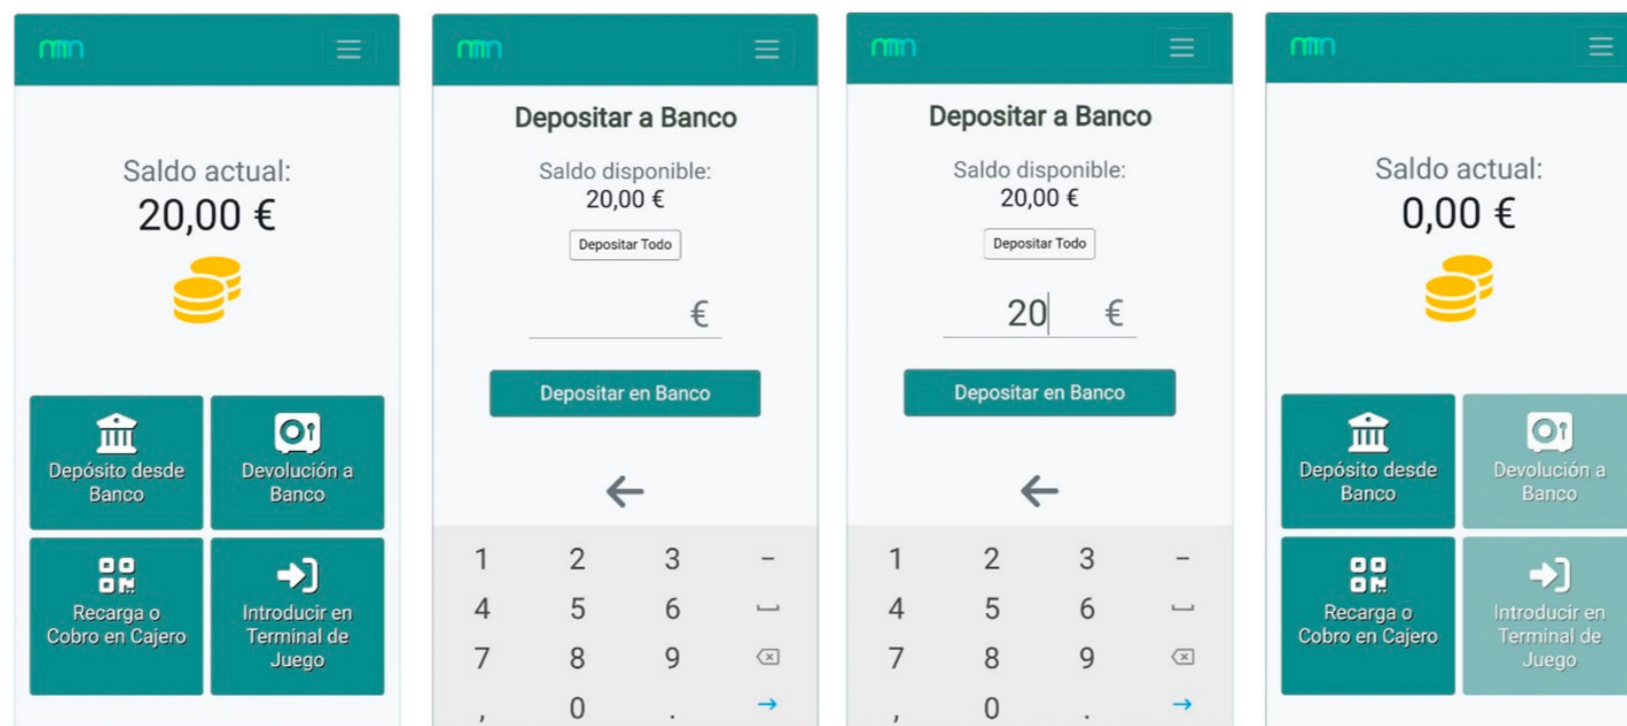 Saldo actual:
20,00 €
Depósito desde
Banco
Devolución a
Banco
Recarga o
Cobro en Cajero
Introducir en
Terminal de
Juego
Depositar a Banco
Saldo disponible:
20,00 €
Depositar Todo
€
Depositar en Banco
1 2 3 -
4 5 6
7 8 9
, 0 .
Depositar a Banco
Saldo disponible:
20,00 €
Depositar Todo
20 €
Depositar en Banco
1 2 3 -
4 5 6
7 8 9
, 0 .
Saldo actual:
0,00 €
Depósito desde
Banco
Devolución a
Banco
Recarga o
Cobro en Cajero
Introducir en
Terminal de
Juego